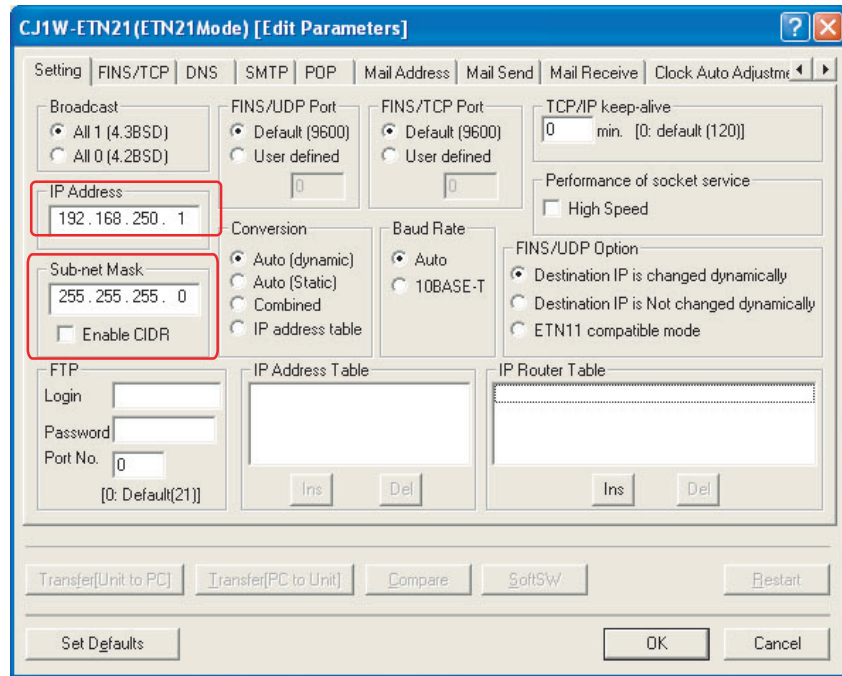 CJ1W-ETN21(ETN21Mode) [Edit Parameters]
Setting FINS/TCP DNS SMTP POP Mail Address Mail Send Mail Receive Clock Auto Adjustme
Broadcast
All 1 (4.3BSD)
All 0 (4.2BSD)
FINS/UDP Port
Default (9600)
User defined
0
FINS/TCP Port
Default (9600)
User defined
0
TCP/IP keep-alive
0 min. [0: default (120)]
IP Address
192.168.250. 1
Performance of socket service
High Speed
Sub-net Mask
255.255.255. 0
Enable CIDR
Conversion
Auto (dynamic)
Auto (Static)
Combined
IP address table
Baud Rate
Auto
10BASE-T
FINS/UDP Option
Destination IP is changed dynamically
Destination IP is Not changed dynamically
ETN11 compatible mode
FTP
Login
Password
Port No. 0
[0: Default(21)]
IP Address Table
Ins Del
IP Router Table
Ins Del
Transfer[Unit to PC] Transfer[PC to Unit] Compare SoftSW Restart
Set Defaults OK Cancel